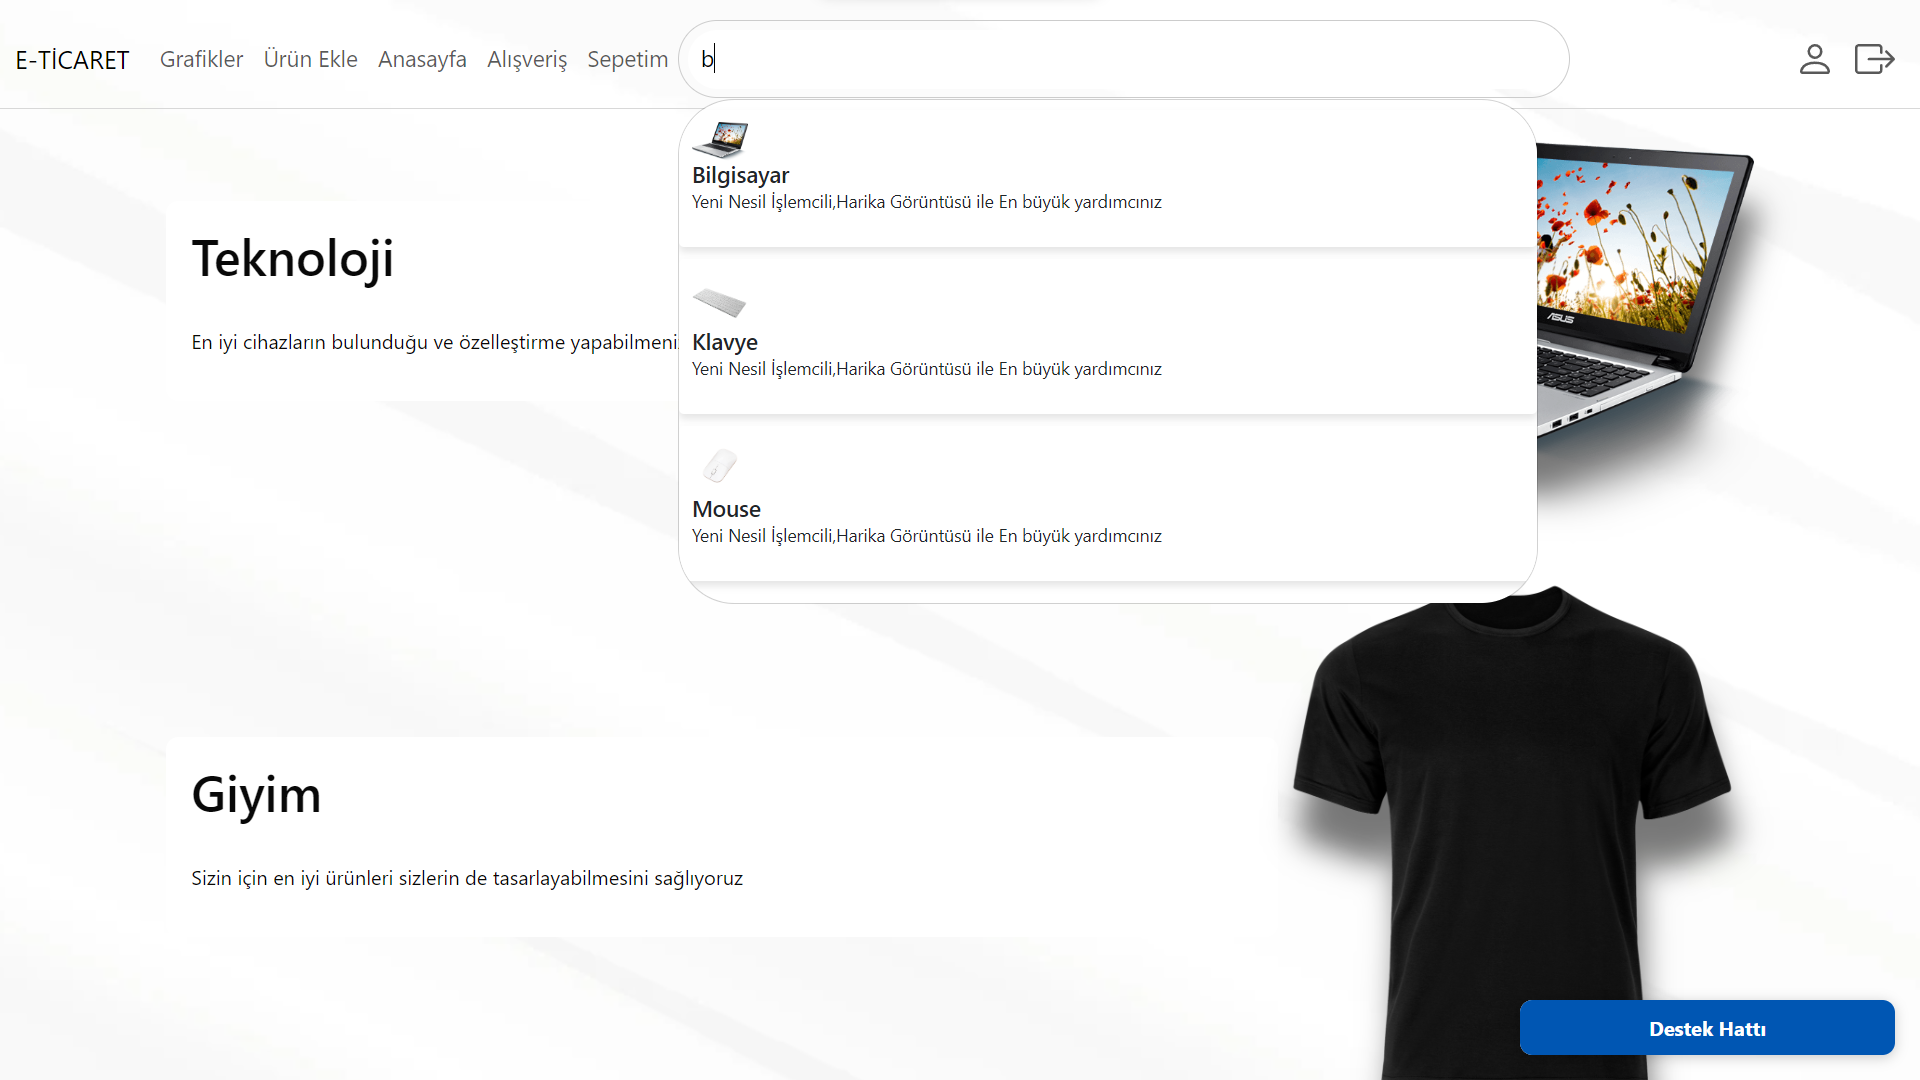 E-TİCARET Grafikler Ürün Ekle Anasayfa Alışveriş Sepetim b
Bilgisayar
Yeni Nesil İşlemcili,Harika Görüntüsü ile En büyük yardımcınız
Teknoloji
En iyi cihazların bulunduğu ve özelleştirme
Klavye
Yeni Nesil İşlemcili,Harika Görüntüsü ile En büyük yardımcınız
ASUS
Mouse
Yeni Nesil İşlemcili,Harika Görüntüsü ile En büyük yardımcınız
Giyim
Sizin için en iyi ürünleri sizlerin de tasarlayabilmesini sağlıyoruz
Destek Hattı